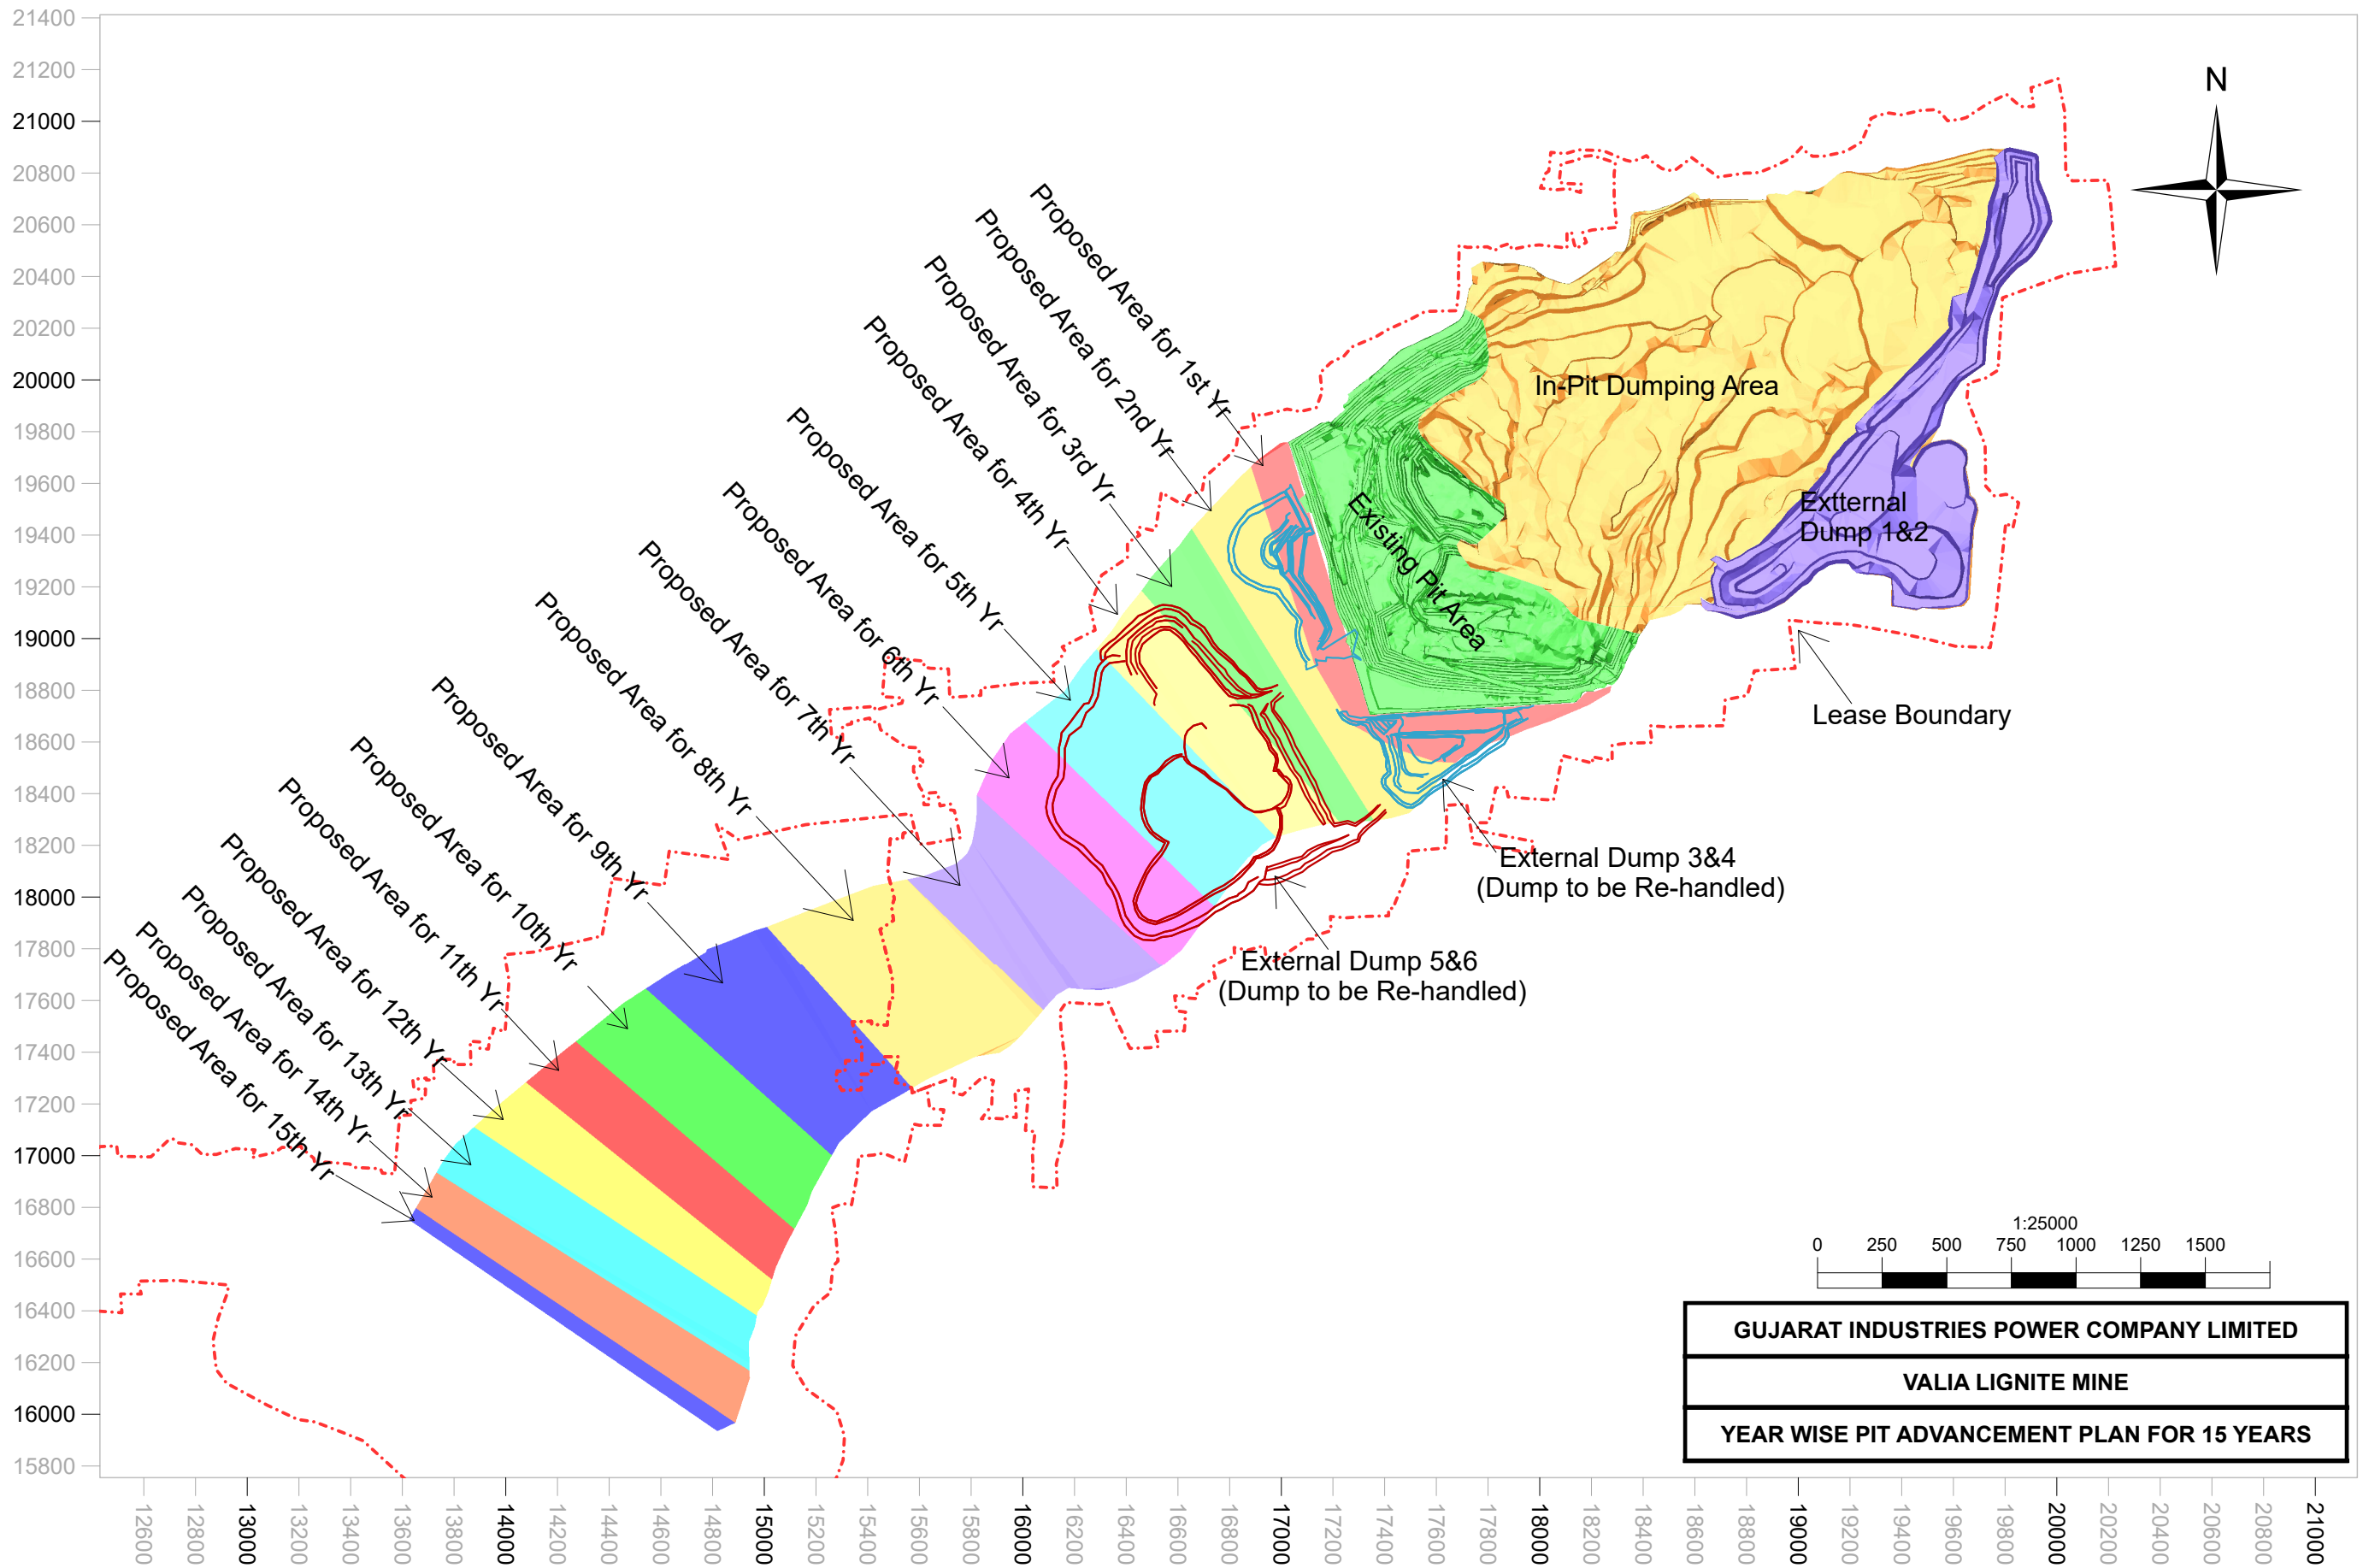 21400
21200
21000
20800
20600
20400
20200
20000
19800
19600
19400
19200
19000
18800
18600
18400
18200
18000
17800
17600
17400
17200
17000
16800
16600
16400
16200
16000
15800
N
Proposed Area for 1st Yr
Proposed Area for 2nd Yr
Proposed Area for 3rd Yr
Proposed Area for 4th Yr
Proposed Area for 5th Yr
Proposed Area for 6th Yr
Proposed Area for 7th Yr
Proposed Area for 8th Yr
Proposed Area for 9th Yr
Proposed Area for 10th Yr
Proposed Area for 11th Yr
Proposed Area for 12th Yr
Proposed Area for 13th Yr
Proposed Area for 14th Yr
Proposed Area for 15th Yr
In-Pit Dumping Area
Existing Pit Area
Extternal
Dump 1&2
Lease Boundary
External Dump 3&4
(Dump to be Re-handled)
External Dump 5&6
(Dump to be Re-handled)
1:25000
0 250 500 750 1000 1250 1500
GUJARAT INDUSTRIES POWER COMPANY LIMITED
VALIA LIGNITE MINE
YEAR WISE PIT ADVANCEMENT PLAN FOR 15 YEARS
12600
12800
13000
13200
13400
13600
13800
14000
14200
14400
14600
14800
15000
15200
15400
15600
15800
16000
16200
16400
16600
16800
17000
17200
17400
17600
17800
18000
18200
18400
18600
18800
19000
19200
19400
19600
19800
20000
20200
20400
20600
20800
21000